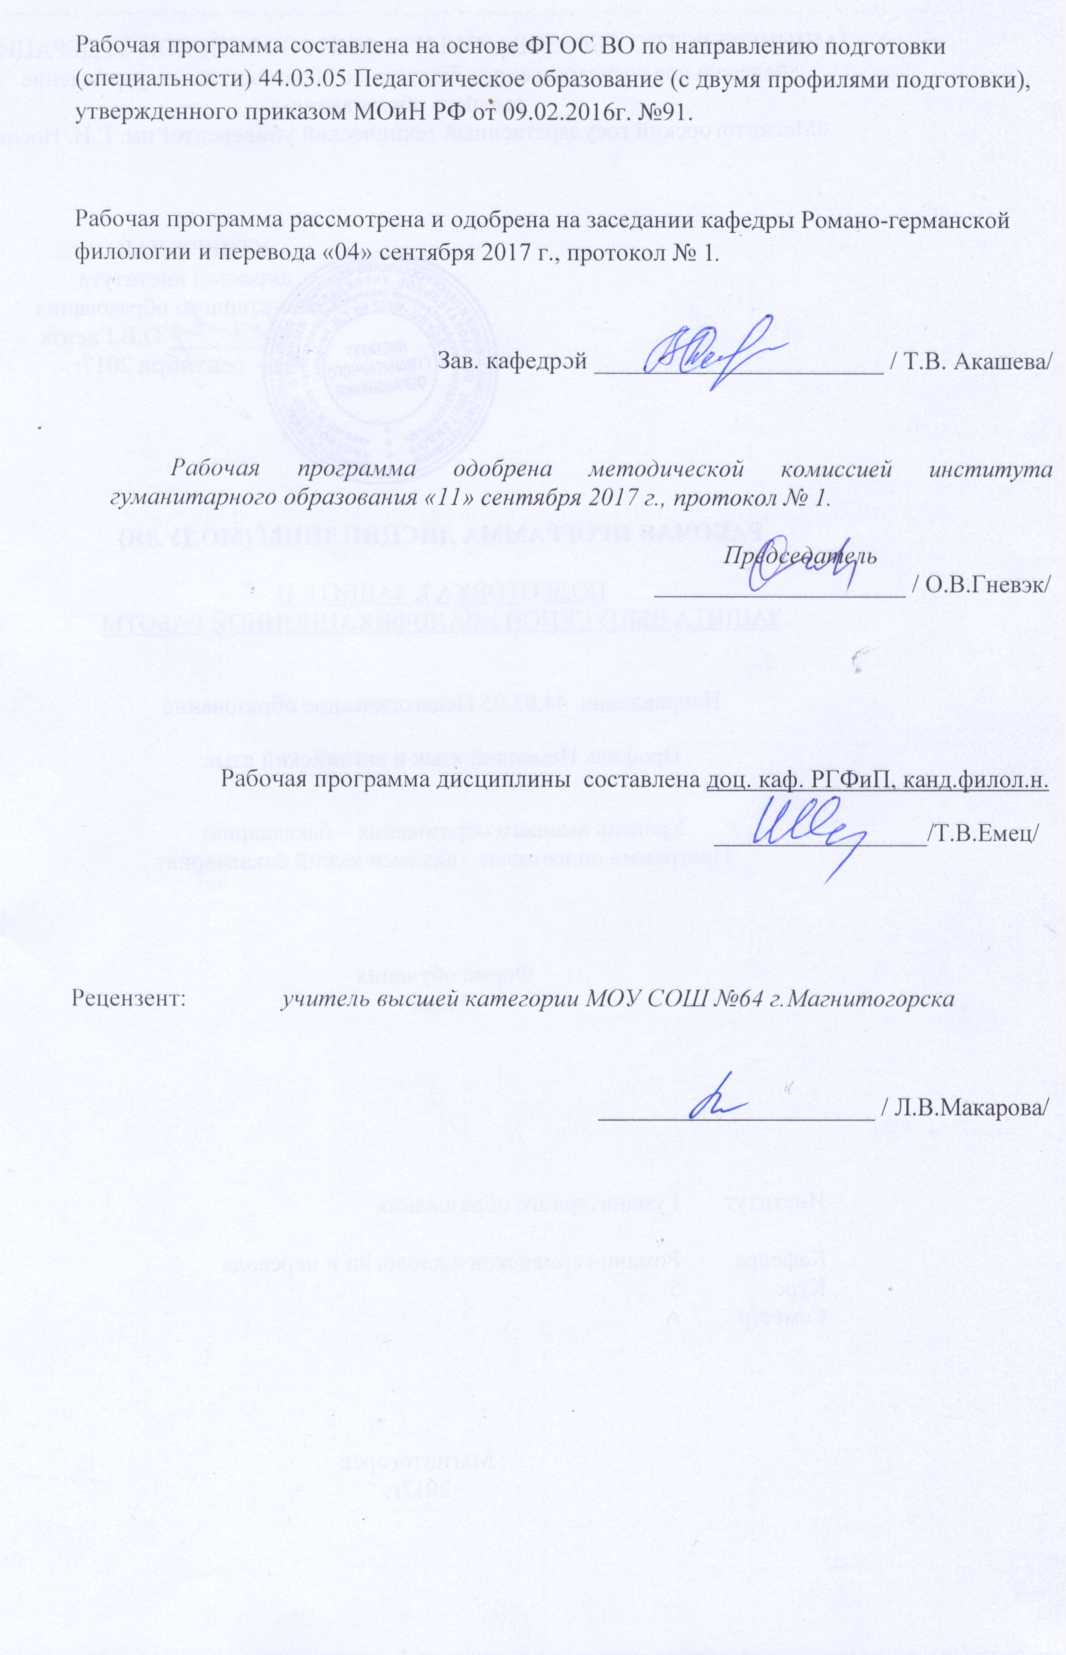 Рабочая программа составлена на основе ФГОС ВО по направлению подготовки
(специальности) 44.03.05 Педагогическое образование (с двумя профилями подготовки),
утвержденного приказом МОиН РФ от 09.02.2016г. №91.
Рабочая программа рассмотрена и одобрена на заседании кафедры Романо-германской
филологии и перевода «04» сентября 2017 г., протокол № 1.
Зав. кафедрой / Т.В. Акашева/
Рабочая программа одобрена методической комиссией института
гуманитарного образования «11» сентября 2017 г., протокол № 1.
Председатель
/ О.В.Гневэк/
Рабочая программа дисциплины составлена доц. каф. РГФиП, канд.филол.н.
/Т.В.Емец/
Рецензент: учитель высшей категории МОУ СОШ №64 г.Магнитогорска
/ Л.В.Макарова/